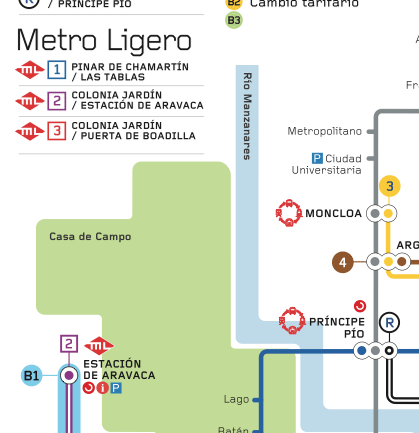 R / PRÍNCIPE PÍO
B2 Cambio tarifario
B3
Metro Ligero
ML 1 PINAR DE CHAMARTÍN
/ LAS TABLAS
ML 2 COLONIA JARDÍN
/ ESTACIÓN DE ARAVACA
ML 3 COLONIA JARDÍN
/ PUERTA DE BOADILLA
Río Manzanares
Fr
Metropolitano
P Ciudad
Universitaria
3
MONCLOA
Casa de Campo
ARG
4
PRÍNCIPE
PÍO
R
2 ML
ESTACIÓN
DE ARAVACA
B1
P
Lago
Batán